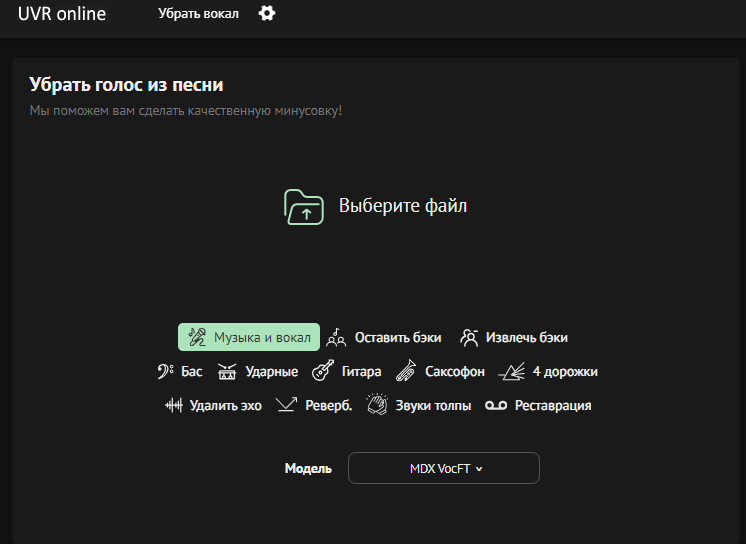 UVR online Убрать вокал
Убрать голос из песни
Мы поможем вам сделать качественную минусовку!
Выберите файл
Музыка и вокал Оставить бэки Извлечь бэки
Бас Ударные Гитара Саксофон 4 дорожки
Удалить эхо Реверб. Звуки толпы Реставрация
Модель MDX VocFT